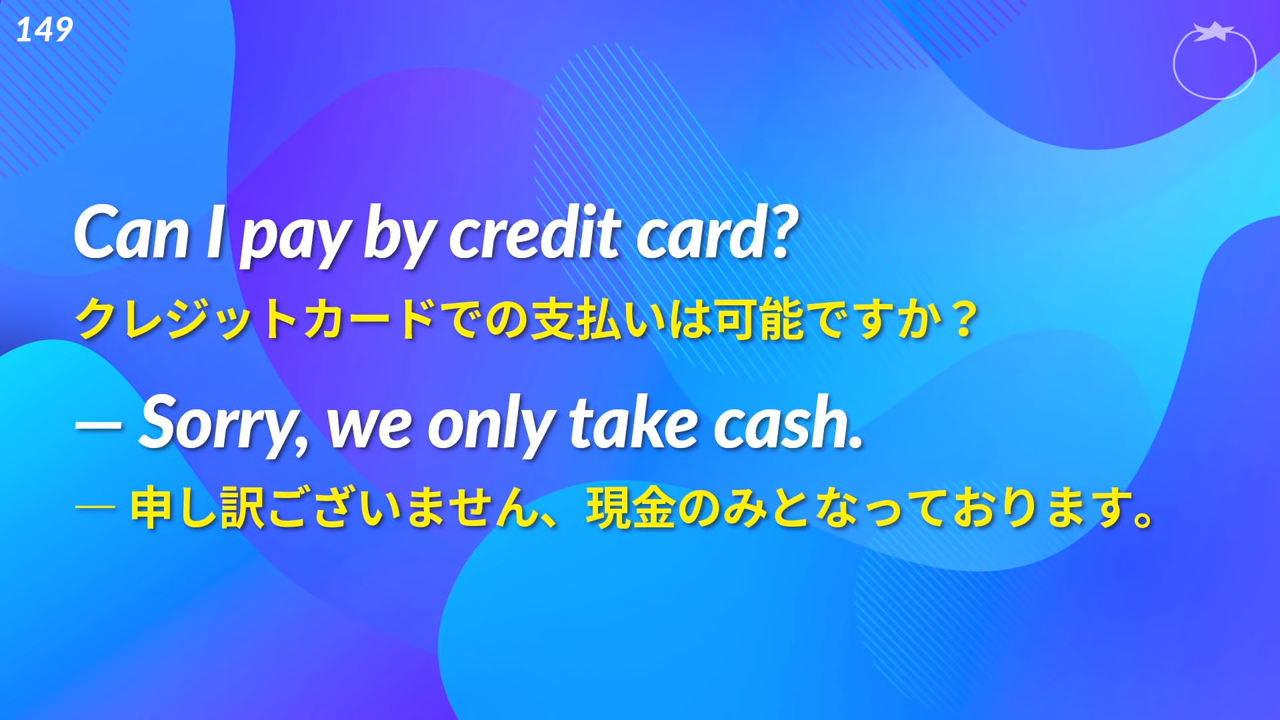 149
Can I pay by credit card?
クレジットカードでの支払いは可能ですか？
– Sorry, we only take cash.
― 申し訳ございません、現金のみとなっております。